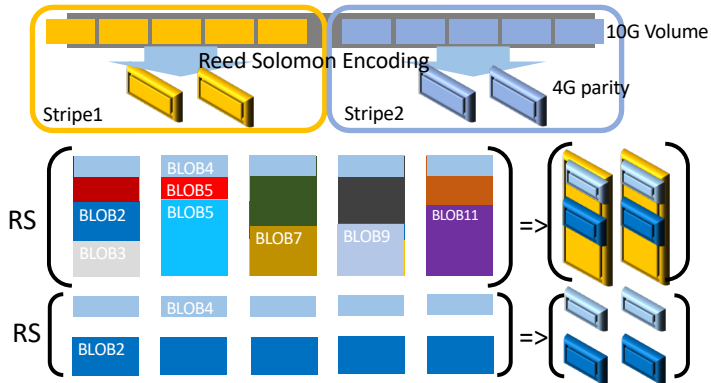 10G Volume
Reed Solomon Encoding
4G parity
Stripe1
Stripe2
RS
BLOB4
BLOB5
BLOB2
BLOB5
BLOB11
BLOB7
BLOB9
BLOB3
=>
RS
BLOB4
BLOB2
=>